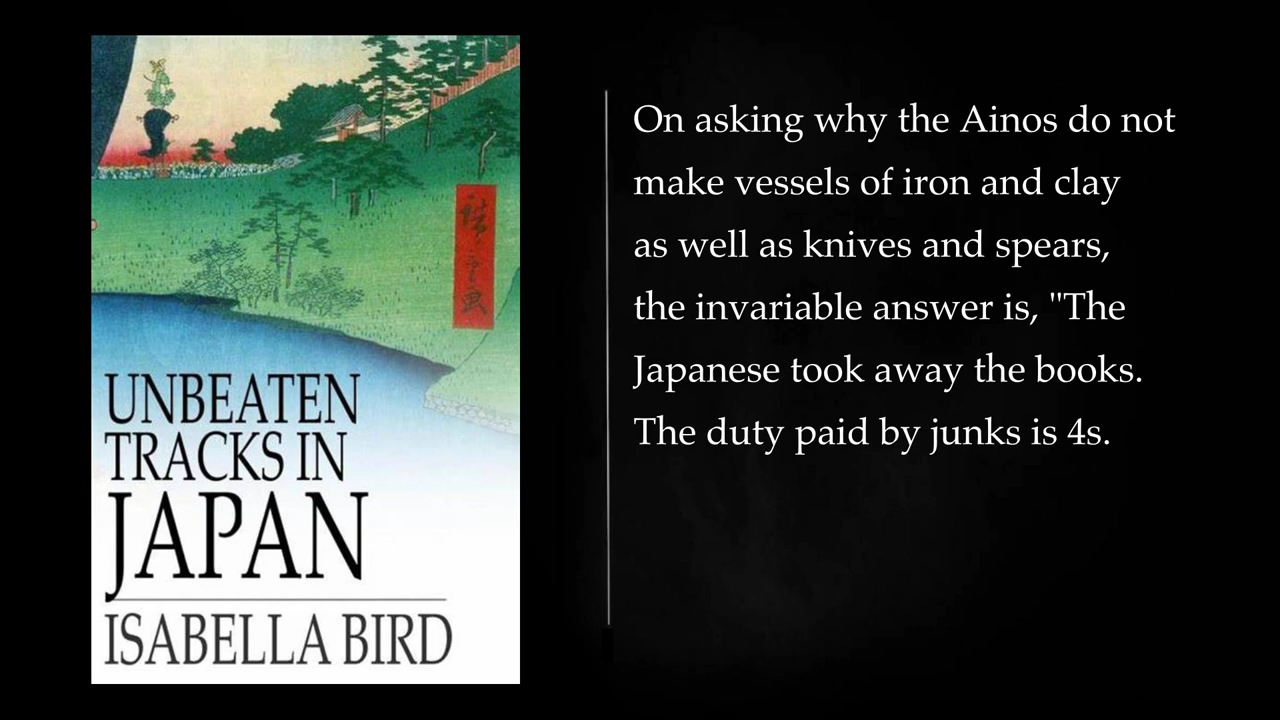 UNBEATEN
TRACKS IN
JAPAN
ISABELLA BIRD
On asking why the Ainos do not
make vessels of iron and clay
as well as knives and spears,
the invariable answer is, "The
Japanese took away the books.
The duty paid by junks is 4s.